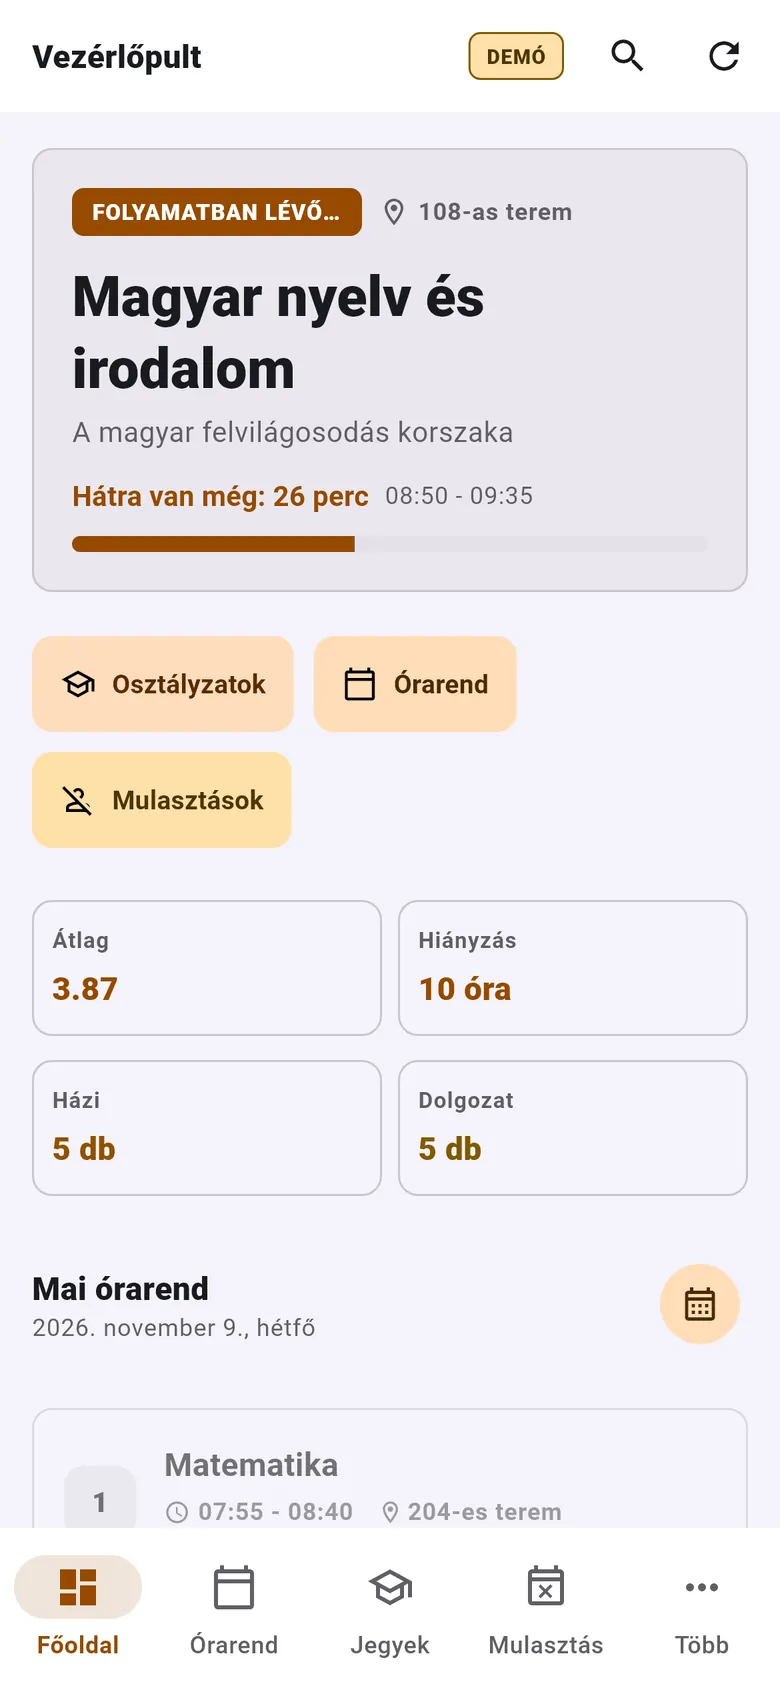 Vezérlőpult
DEMÓ
FOLYAMATBAN LÉVŐ…
108-as terem
Magyar nyelv és
irodalom
A magyar felvilágosodás korszaka
Hátra van még: 26 perc 08:50 - 09:35
Osztályzatok
Órarend
Mulasztások
Átlag
3.87
Hiányzás
10 óra
Házi
5 db
Dolgozat
5 db
Mai órarend
2026. november 9., hétfő
1
Matematika
07:55 - 08:40 204-es terem
Főoldal
Órarend
Jegyek
Mulasztás
Több